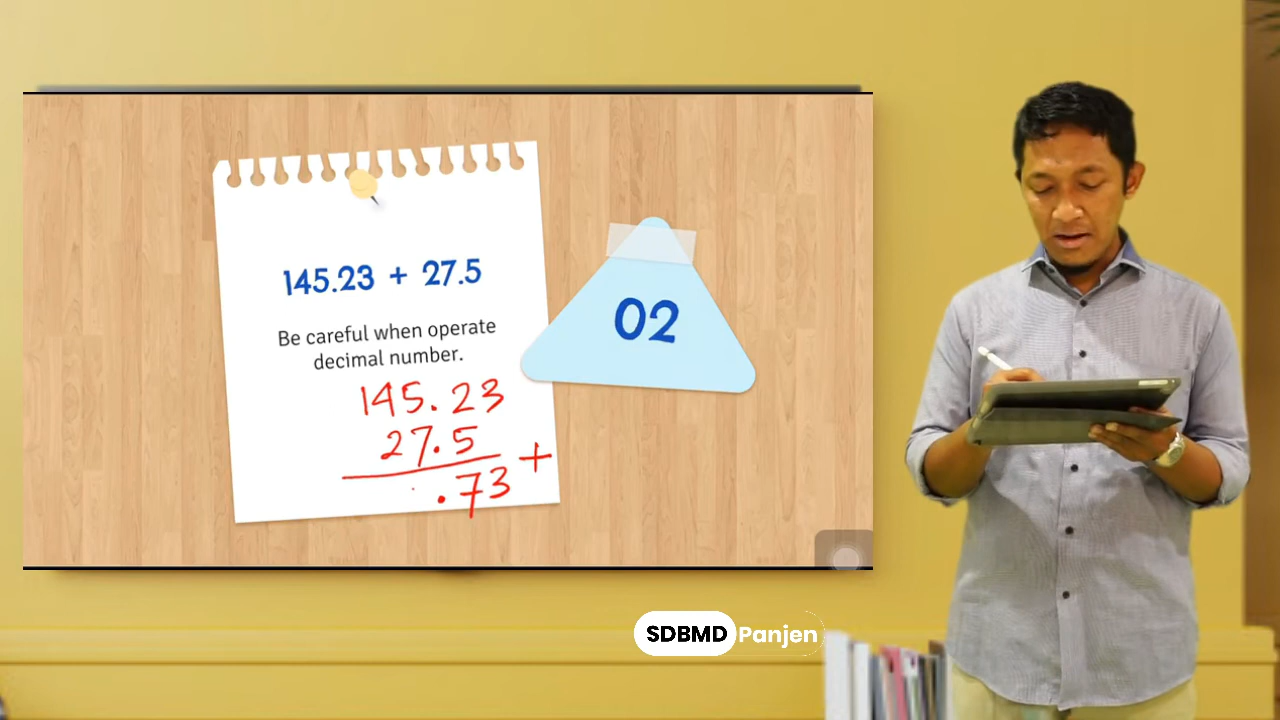 145.23 + 27.5
Be careful when operate
decimal number.
145.23
27.5 +
.73
02
SDBMD Panjen